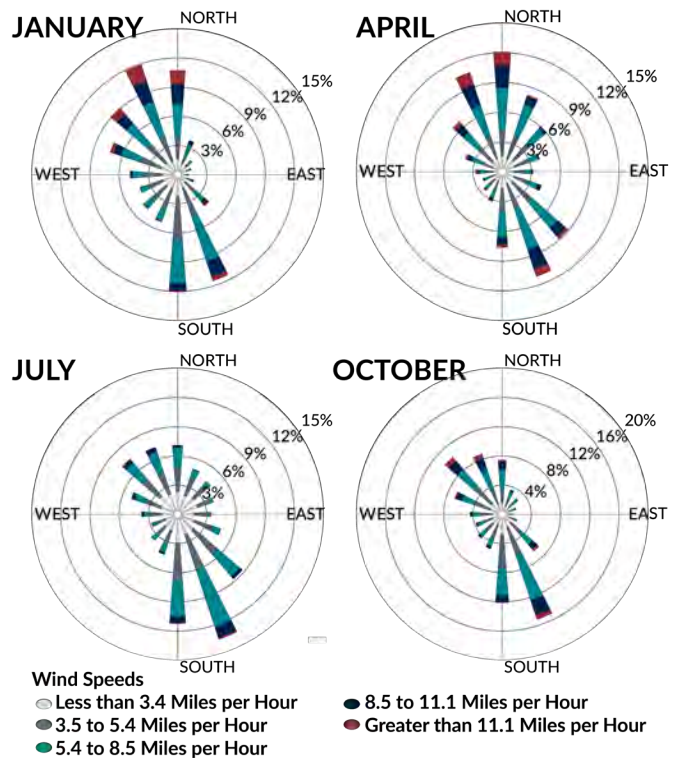 JANUARY
NORTH
15%
12%
9%
6%
3%
WEST
EAST
SOUTH
APRIL
NORTH
15%
12%
9%
6%
3%
WEST
EAST
SOUTH
JULY
NORTH
15%
12%
9%
6%
3%
WEST
EAST
SOUTH
OCTOBER
NORTH
20%
16%
12%
8%
4%
WEST
EAST
SOUTH
Wind Speeds
Less than 3.4 Miles per Hour
3.5 to 5.4 Miles per Hour
5.4 to 8.5 Miles per Hour
8.5 to 11.1 Miles per Hour
Greater than 11.1 Miles per Hour